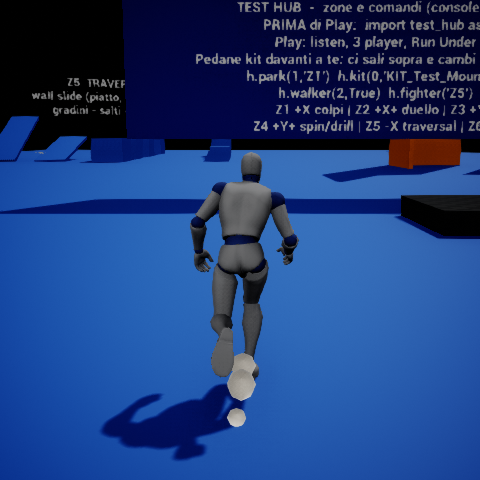 TEST HUB - zone e comandi (console
PRIMA di Play: import test_hub as
Play: listen, 3 player, Run Under
Pedane kit davanti a te: ci sali sopra e cambi
h.park(1,'Z1') h.kit(0,'KIT_Test_Moun
h.walker(2,True) h.fighter('Z5')
Z1 +X colpi | Z2 +X+ duello | Z3 +Y
Z4 +Y+ spin/drill | Z5 -X traversal | Z6
Z5 TRAVER
wall slide (piatto,
gradini - salti